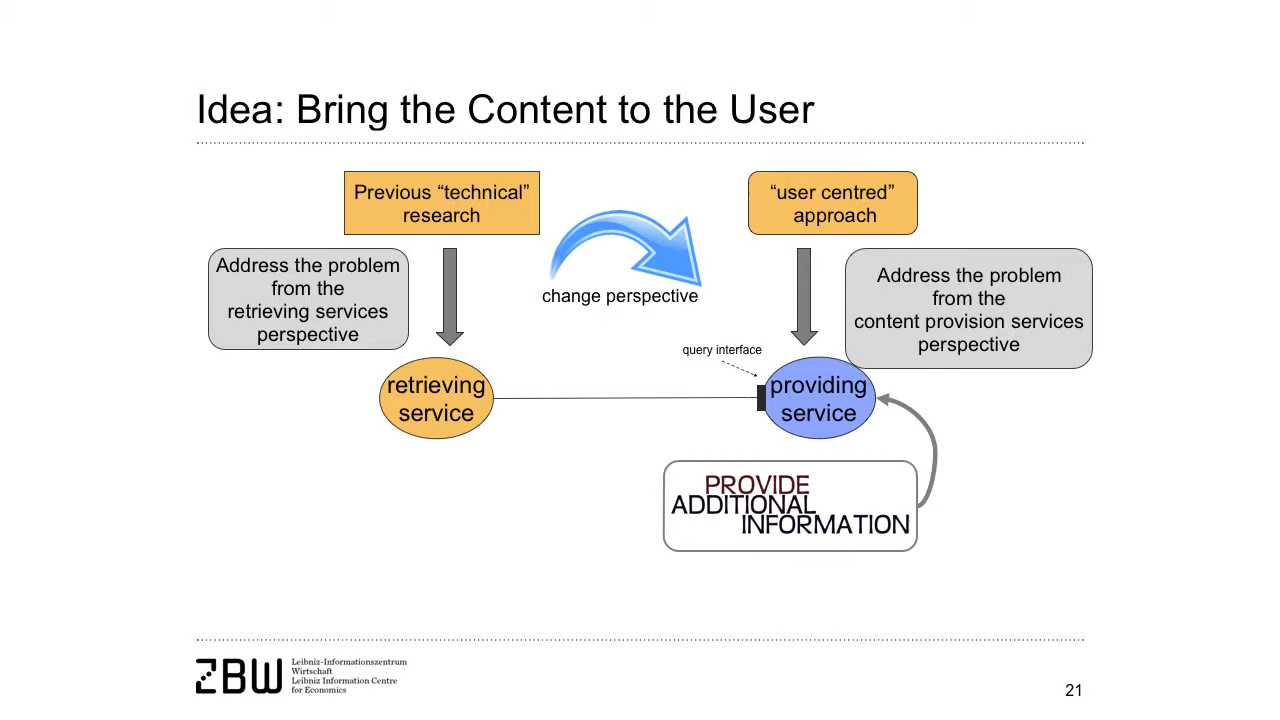 Idea: Bring the Content to the User
Previous “technical”
research
“user centred”
approach
Address the problem
from the
retrieving services
perspective
change perspective
Address the problem
from the
content provision services
perspective
query interface
retrieving
service
providing
service
PROVIDE
ADDITIONAL
INFORMATION
ZBW
Leibniz-Informationszentrum
Wirtschaft
Leibniz Information Centre
for Economics
21